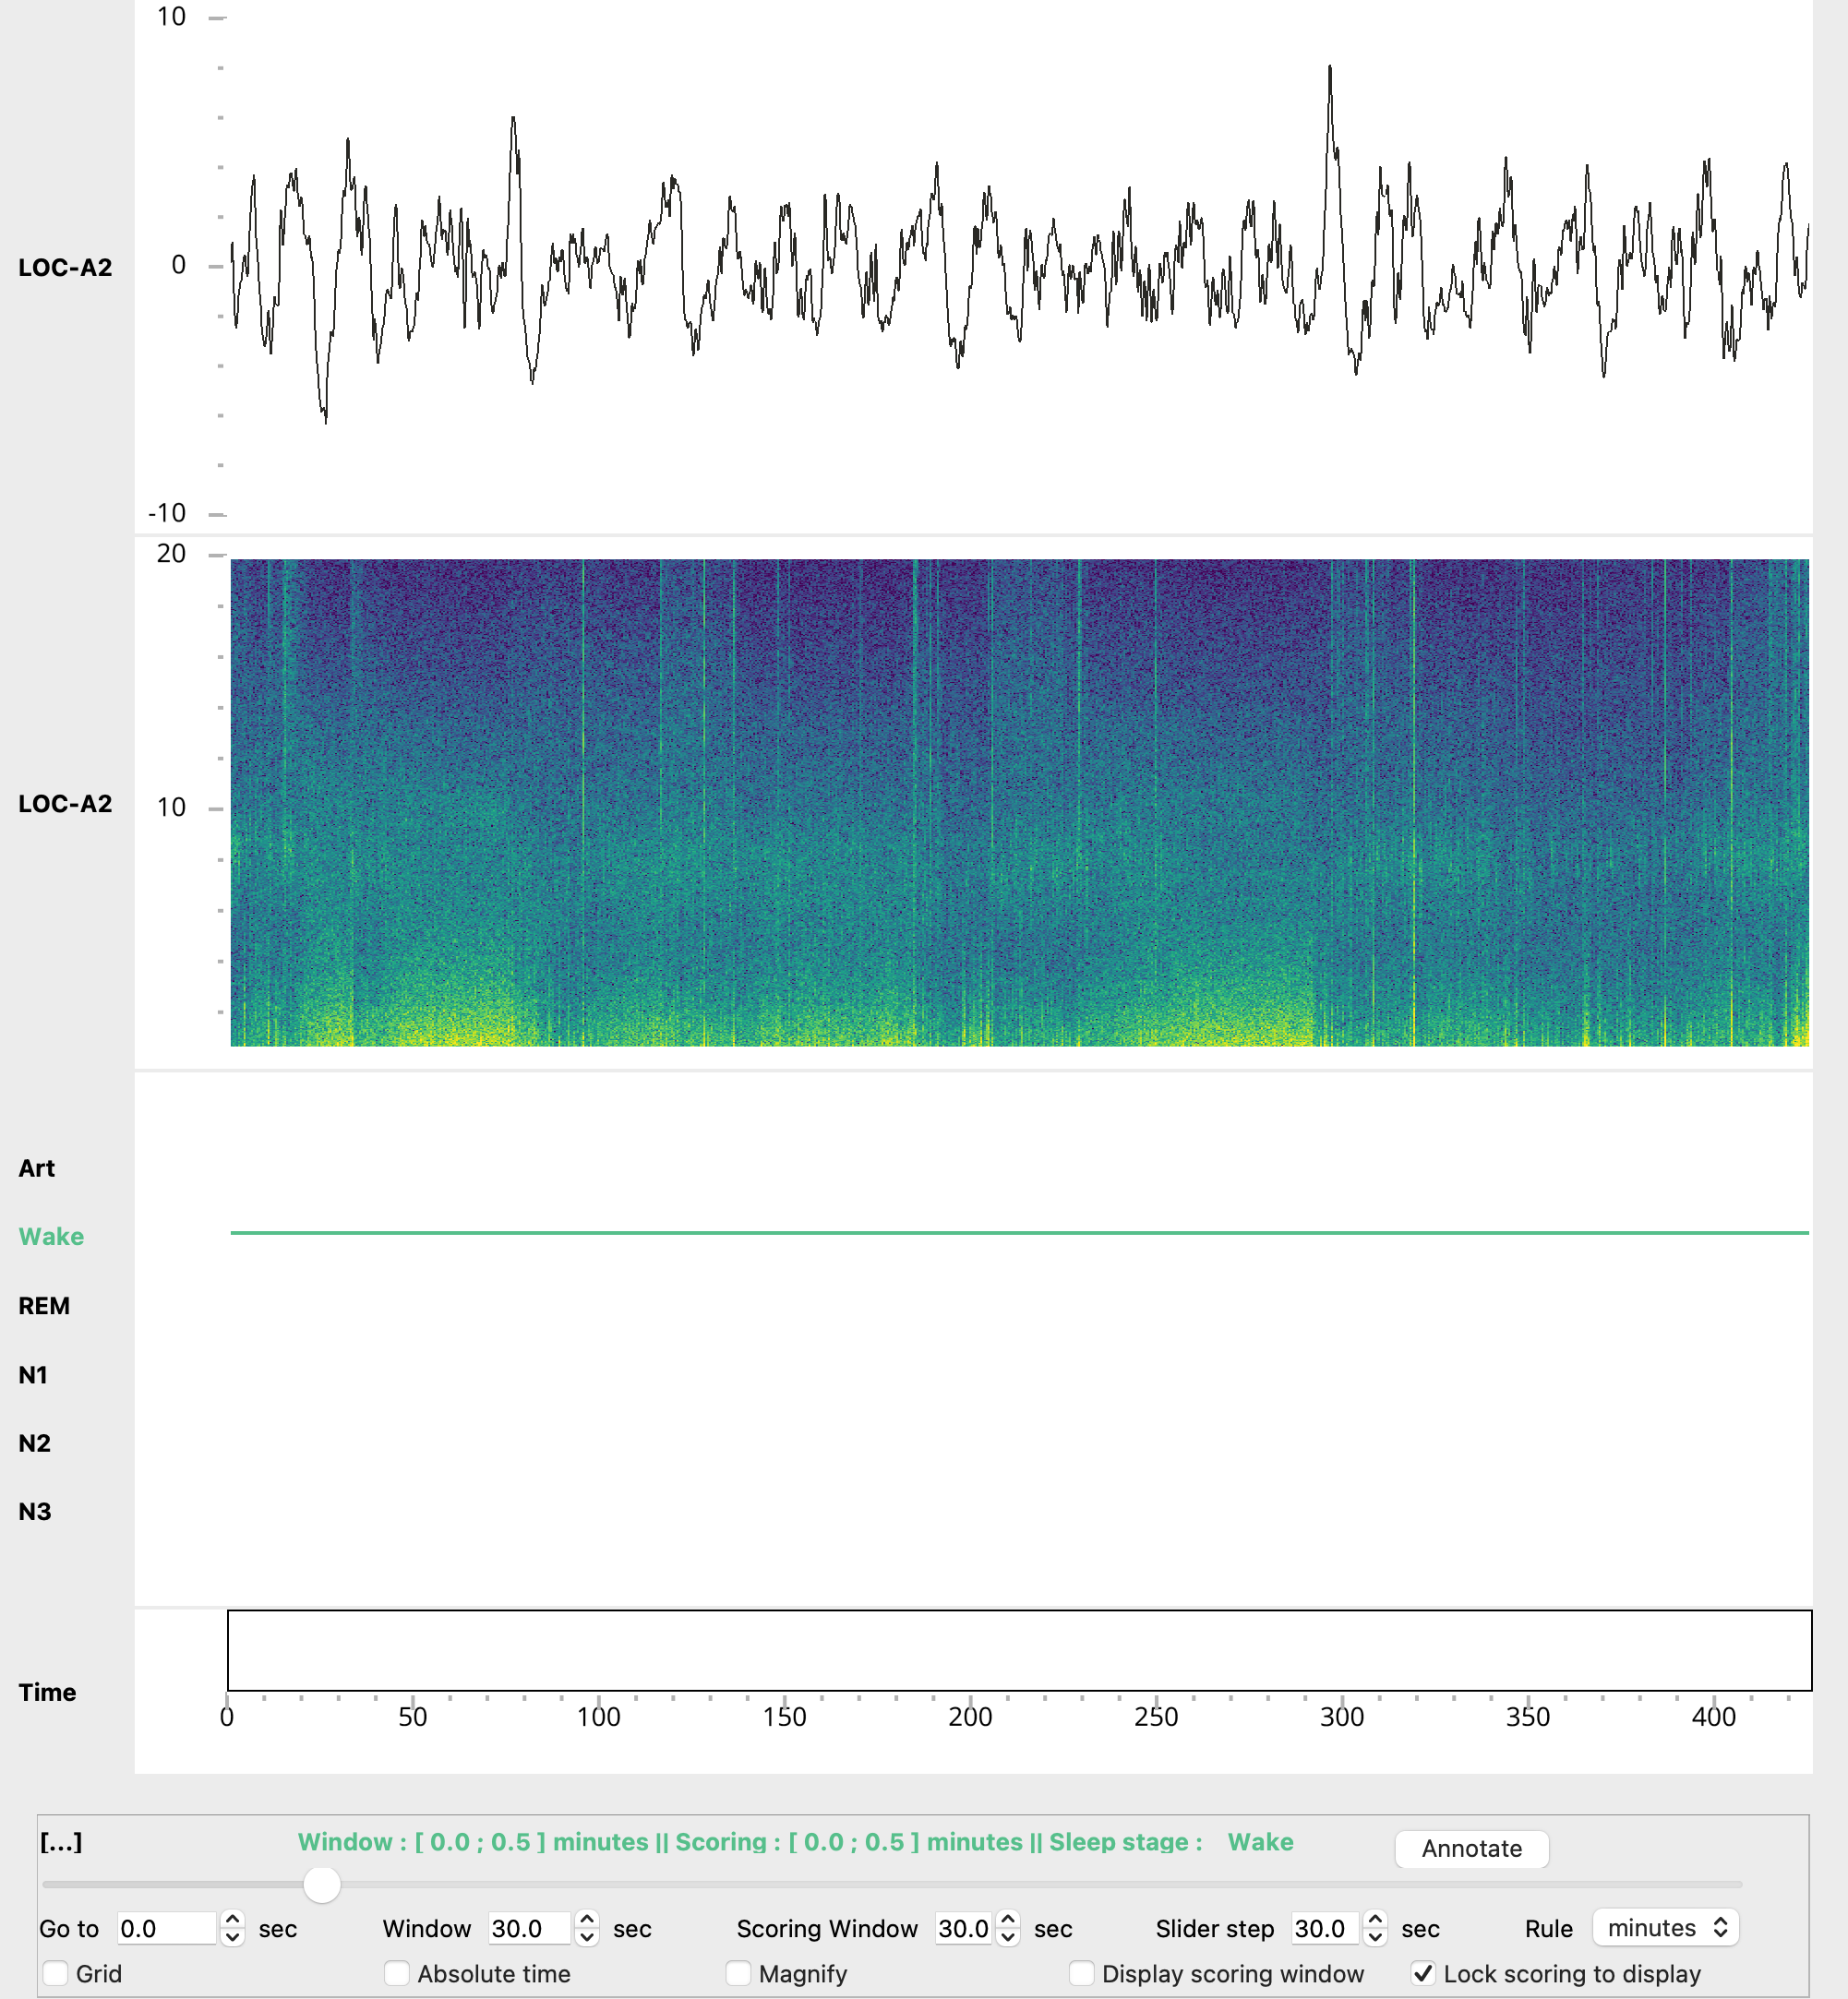 10
LOC-A2
0
-10
20
LOC-A2
10
Art
Wake
REM
N1
N2
N3
Time
0 50 100 150 200 250 300 350 400
[...] Window : [ 0.0 ; 0.5 ] minutes || Scoring : [ 0.0 ; 0.5 ] minutes || Sleep stage : Wake Annotate
Go to 0.0 sec Window 30.0 sec Scoring Window 30.0 sec Slider step 30.0 sec Rule minutes
Grid Absolute time Magnify Display scoring window Lock scoring to display